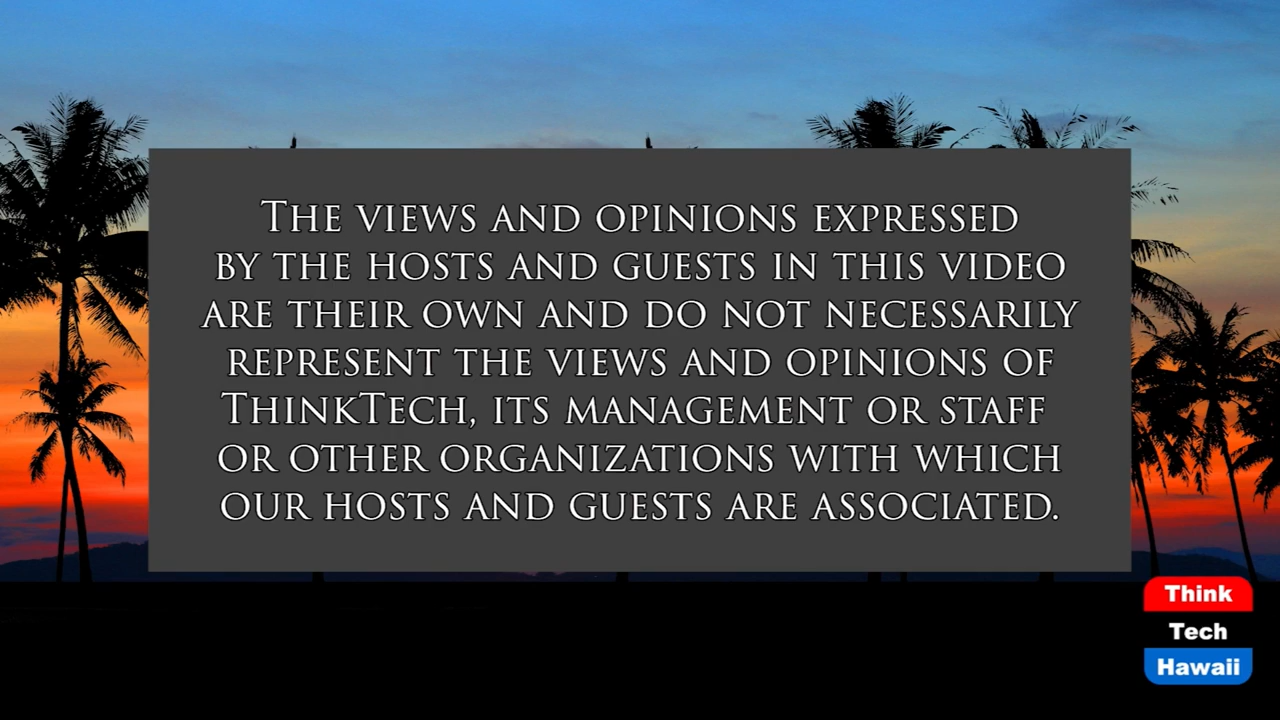 The views and opinions expressed
by the hosts and guests in this video
are their own and do not necessarily
represent the views and opinions of
ThinkTech, its management or staff
or other organizations with which
our hosts and guests are associated.
Think
Tech
Hawaii